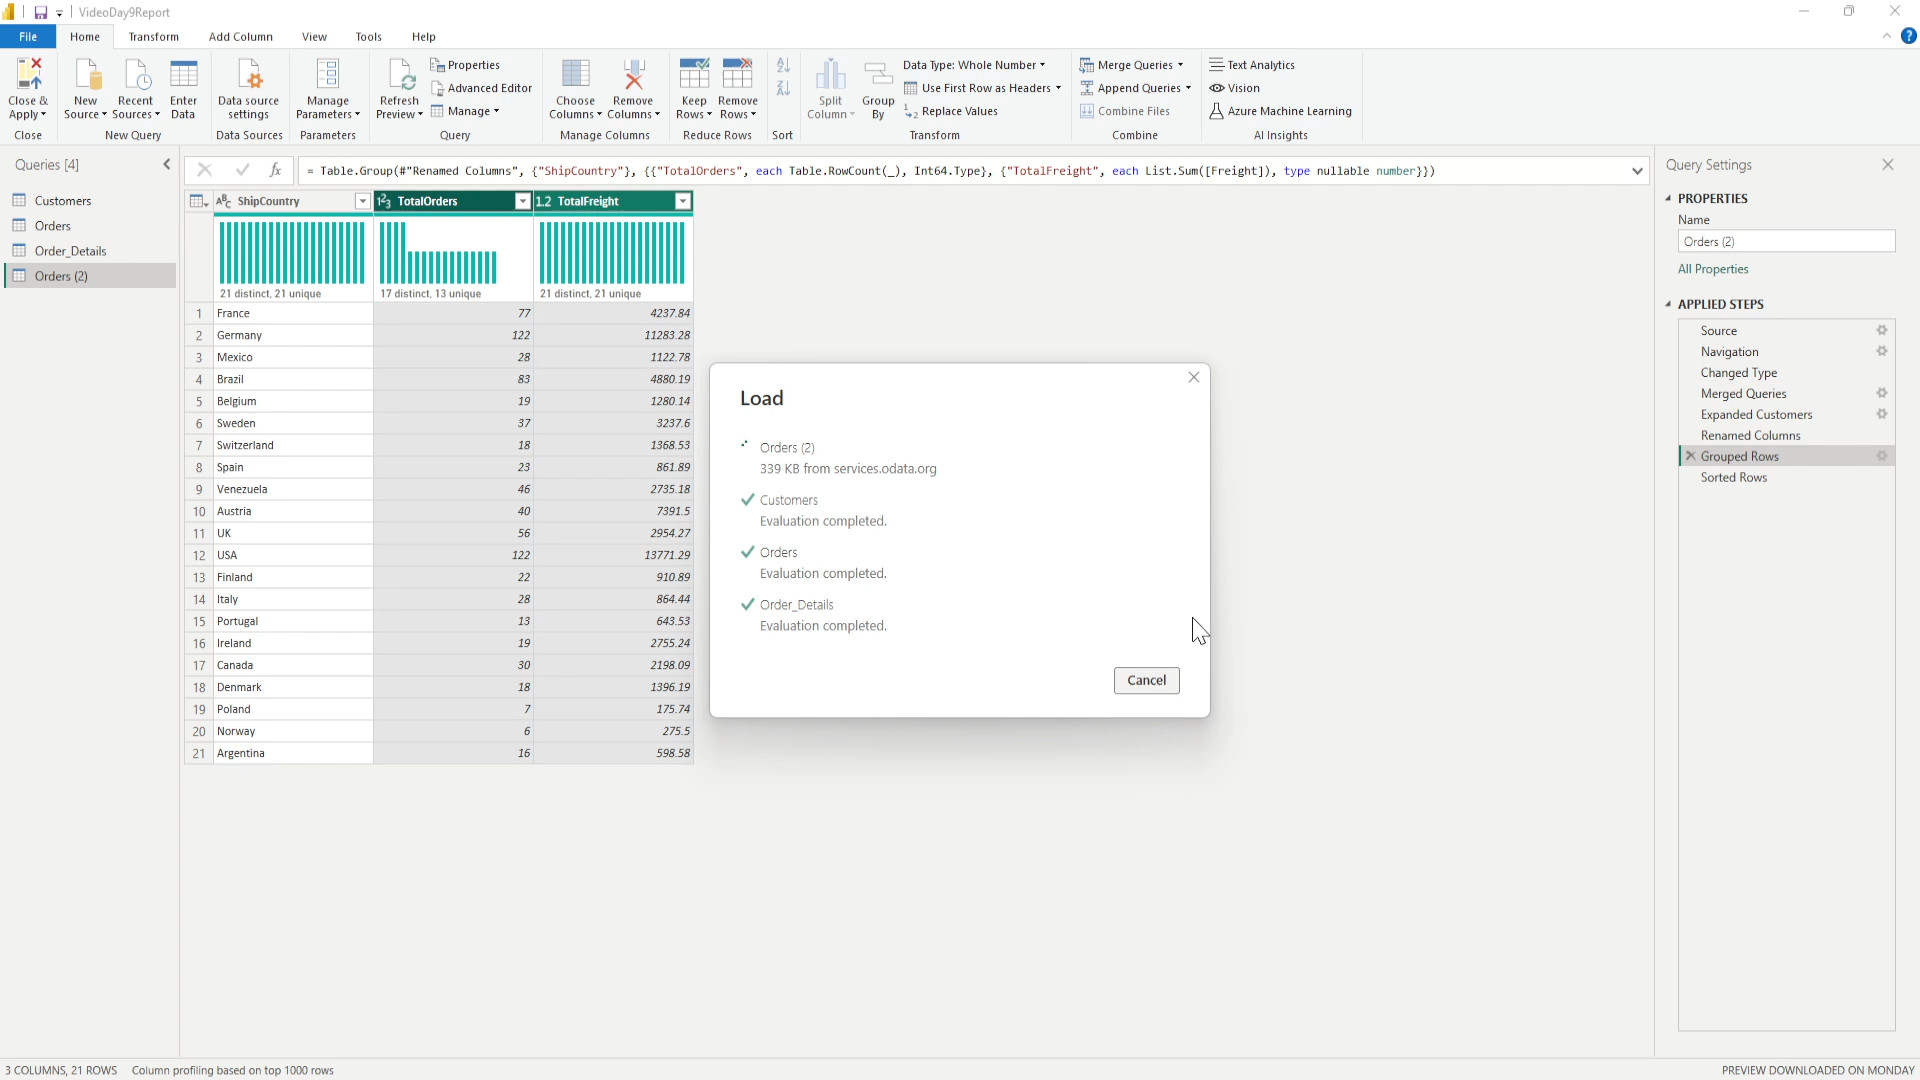 VideoDay9Report
File Home Transform Add Column View Tools Help
Close & Apply
New Source
Recent Sources
Enter Data
Data source settings
Manage Parameters
Refresh Preview
Properties
Advanced Editor
Manage
Choose Columns
Remove Columns
Keep Rows
Remove Rows
Split Column
Group By
Data Type: Whole Number
Use First Row as Headers
Replace Values
Merge Queries
Append Queries
Combine Files
Text Analytics
Vision
Azure Machine Learning
Close New Query Data Sources Parameters Query Manage Columns Reduce Rows Sort Transform Combine AI Insights
Queries [4]
Customers
Orders
Order_Details
Orders (2)
fx = Table.Group(#"Renamed Columns", {"ShipCountry"}, {{"TotalOrders", each Table.RowCount(_), Int64.Type}, {"TotalFreight", each List.Sum([Freight]), type nullable number}})
ABC ShipCountry 123 TotalOrders 1.2 TotalFreight
21 distinct, 21 unique 17 distinct, 13 unique 21 distinct, 21 unique
1 France 77 4237.84
2 Germany 122 11283.28
3 Mexico 28 1122.78
4 Brazil 83 4880.19
5 Belgium 19 1280.14
6 Sweden 37 3237.6
7 Switzerland 18 1368.53
8 Spain 23 861.89
9 Venezuela 46 2735.18
10 Austria 40 7391.5
11 UK 56 2954.27
12 USA 122 13771.29
13 Finland 22 910.89
14 Italy 28 864.44
15 Portugal 13 643.53
16 Ireland 19 2755.24
17 Canada 30 2198.09
18 Denmark 18 1396.19
19 Poland 7 175.74
20 Norway 6 275.5
21 Argentina 16 598.58
Load
Orders (2)
339 KB from services.odata.org
Customers
Evaluation completed.
Orders
Evaluation completed.
Order_Details
Evaluation completed.
Cancel
Query Settings
PROPERTIES
Name
Orders (2)
All Properties
APPLIED STEPS
Source
Navigation
Changed Type
Merged Queries
Expanded Customers
Renamed Columns
Grouped Rows
Sorted Rows
3 COLUMNS, 21 ROWS Column profiling based on top 1000 rows
PREVIEW DOWNLOADED ON MONDAY